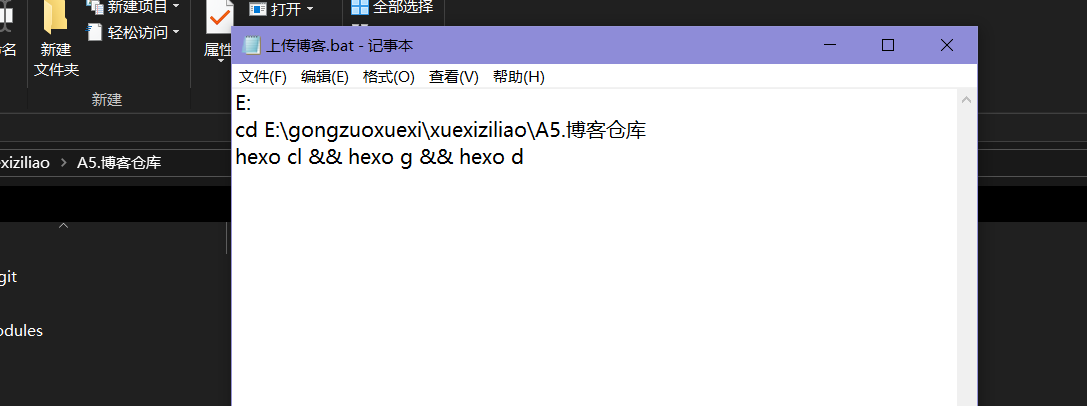 新建项目
打开
全部选择
轻松访问
名
新建
文件夹
属性
新建
上传博客.bat - 记事本
文件(F) 编辑(E) 格式(O) 查看(V) 帮助(H)
E:
cd E:\gongzuoxuexi\xuexiziliao\A5.博客仓库
hexo cl && hexo g && hexo d
xiziliao > A5.博客仓库
git
odules